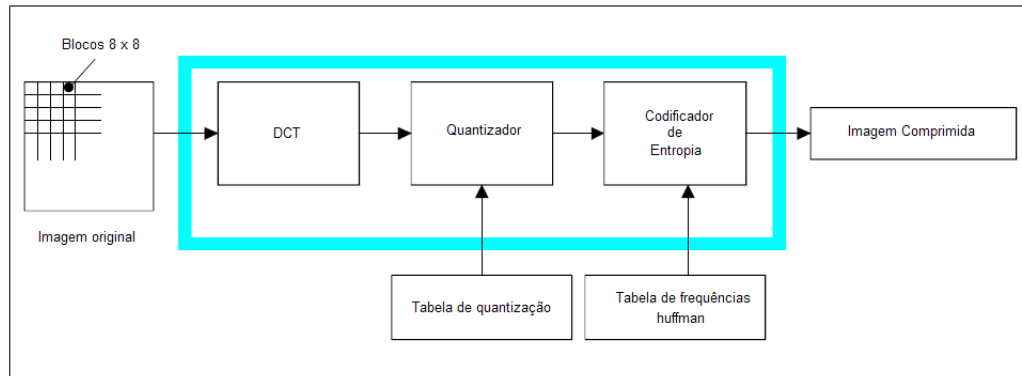 Blocos 8 x 8
DCT
Quantizador
Codificador
de
Entropia
Imagem Comprimida
Imagem original
Tabela de quantização
Tabela de frequências
huffman